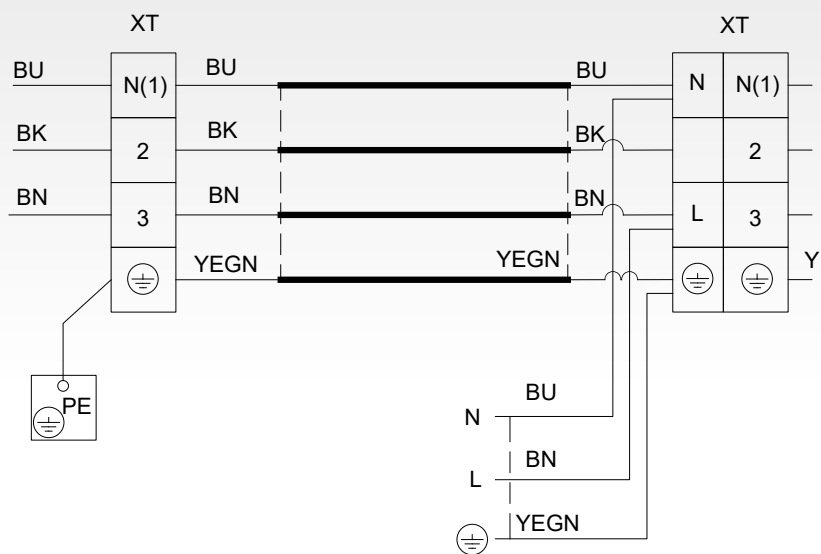 XT
XT
BU
N(1)
BU
BU
N
N(1)
BK
2
BK
BK
2
BN
3
BN
BN
L
3
YEGN
YEGN
Y
PE
N
BU
L
BN
YEGN